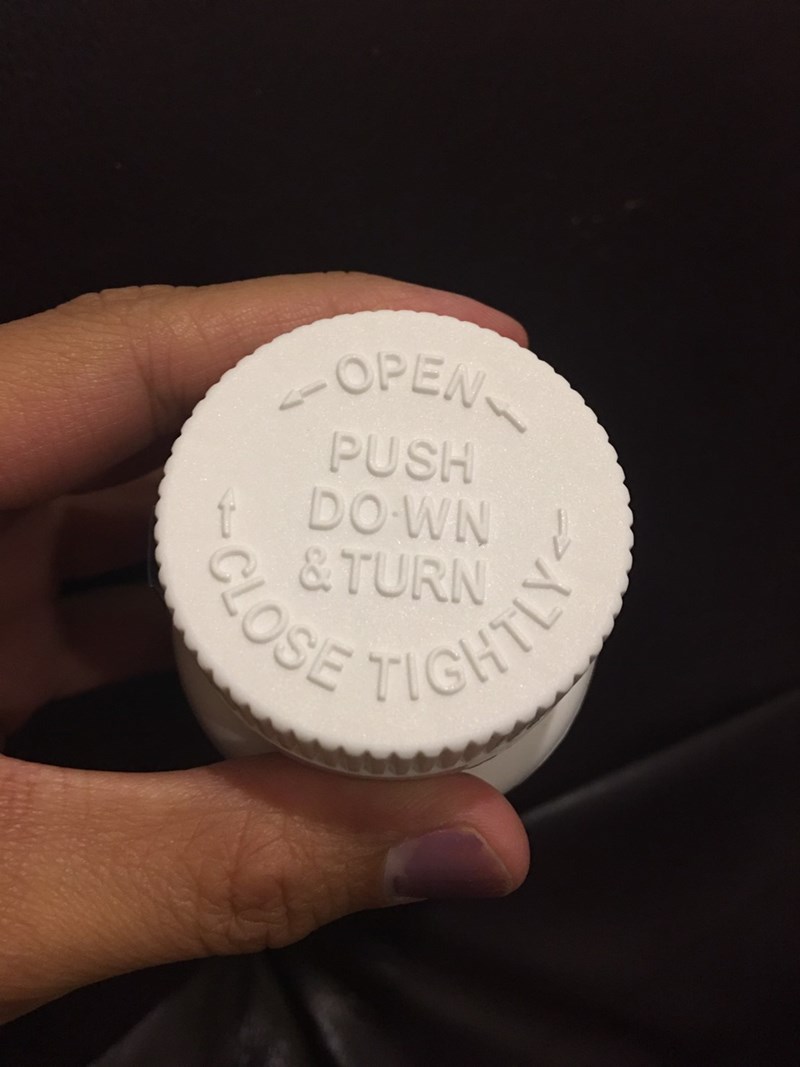 OPEN
PUSH
DO·WN
& TURN
CLOSE TIGHTLY